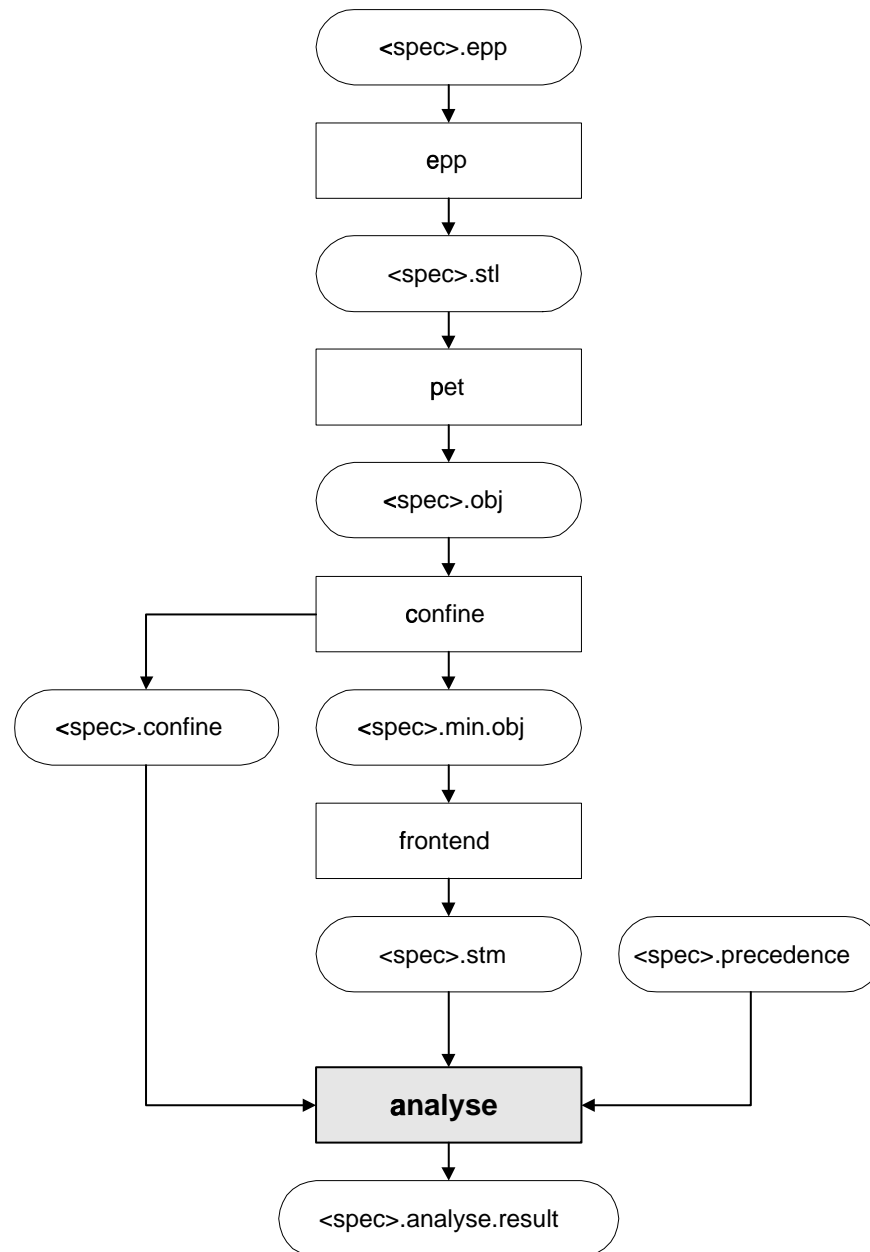 <spec>.epp
epp
<spec>.stl
pet
<spec>.obj
confine
<spec>.confine
<spec>.min.obj
frontend
<spec>.stm
<spec>.precedence
analyse
<spec>.analyse.result